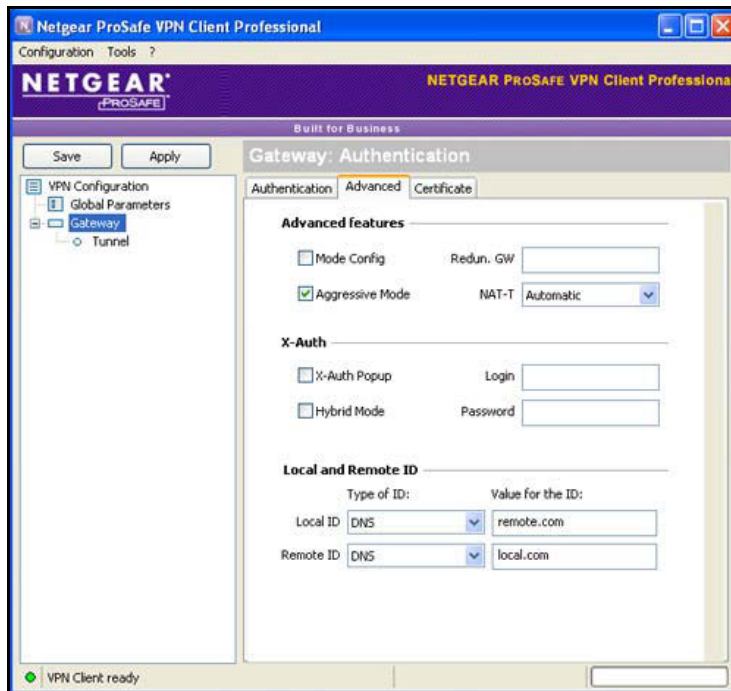 Netgear ProSafe VPN Client Professional
Configuration Tools ?
NETGEAR
PROSAFE
NETGEAR PROSAFE VPN Client Professiona
Built for Business
Save Apply
Gateway: Authentication
VPN Configuration
Global Parameters
Gateway
Tunnel
Authentication Advanced Certificate
Advanced features
Mode Config Redun. GW
Aggressive Mode NAT-T Automatic
X-Auth
X-Auth Popup Login
Hybrid Mode Password
Local and Remote ID
Type of ID: Value for the ID:
Local ID DNS remote.com
Remote ID DNS local.com
VPN Client ready